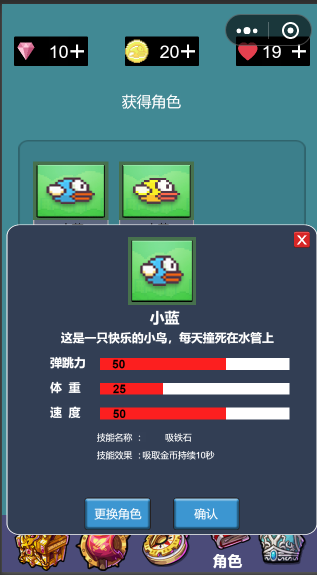 10+ 20+ 19 +
获得角色
小蓝
这是一只快乐的小鸟，每天撞死在水管上
弹跳力 50
体 重 25
速 度 50
技能名称 ： 吸铁石
技能效果 ：吸取金币持续10秒
更换角色 确认
角色